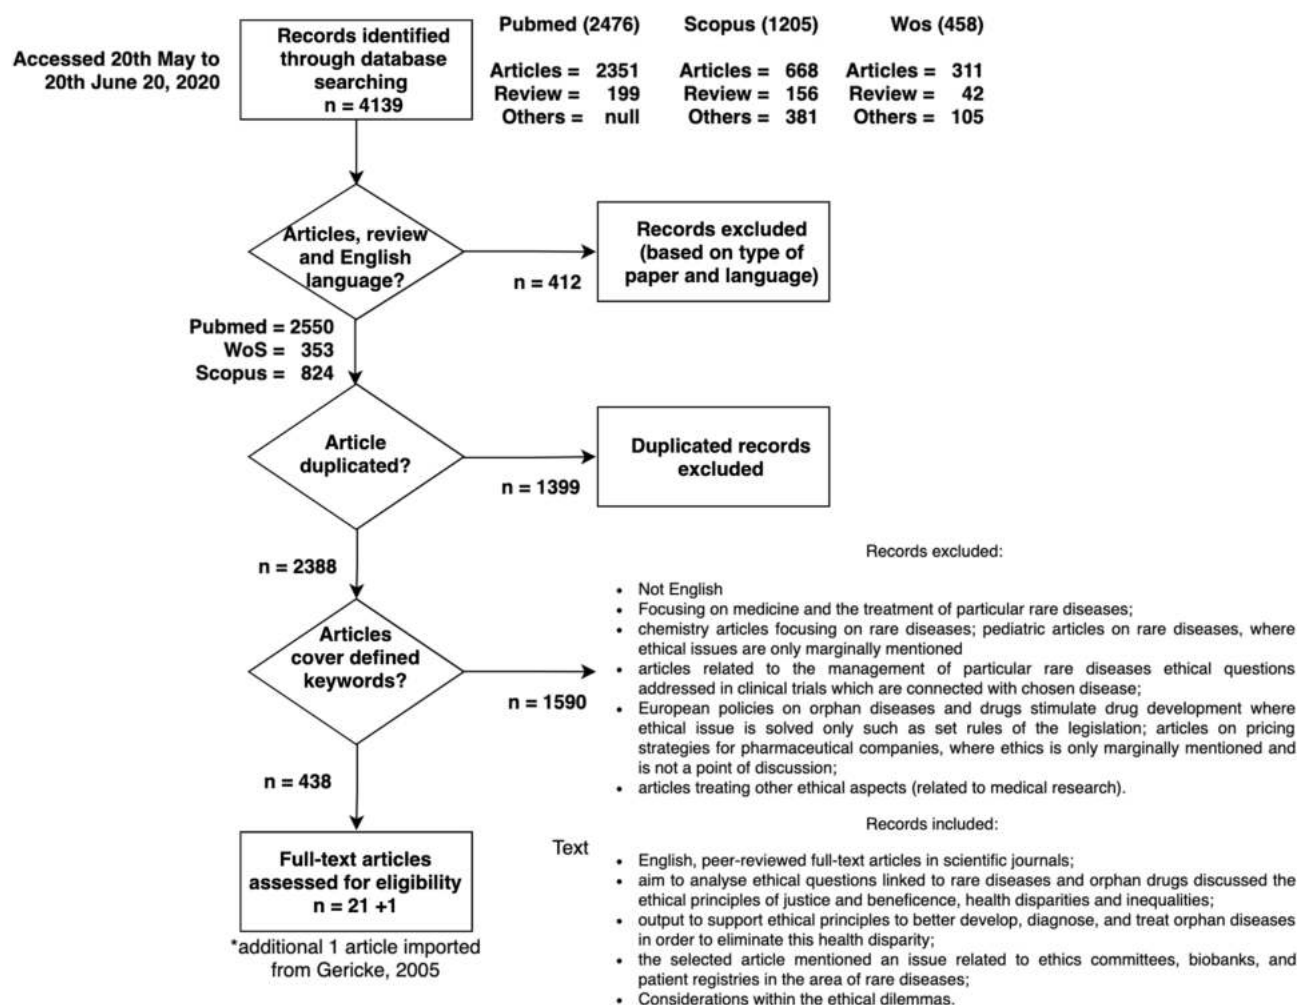 Accessed 20th May to
20th June 20, 2020
Records identified
through database
searching
n = 4139
Pubmed (2476)
Articles = 2351
Review = 199
Others = null
Scopus (1205)
Articles = 668
Review = 156
Others = 381
Wos (458)
Articles = 311
Review = 42
Others = 105
Articles, review
and English
language?
n = 412
Records excluded
(based on type of
paper and language)
Pubmed = 2550
WoS = 353
Scopus = 824
Article
duplicated?
n = 1399
Duplicated records
excluded
n = 2388
Articles
cover defined
keywords?
n = 1590
Records excluded:
• Not English
• Focusing on medicine and the treatment of particular rare diseases;
• chemistry articles focusing on rare diseases; pediatric articles on rare diseases, where
ethical issues are only marginally mentioned
• articles related to the management of particular rare diseases ethical questions
addressed in clinical trials which are connected with chosen disease;
• European policies on orphan diseases and drugs stimulate drug development where
ethical issue is solved only such as set rules of the legislation; articles on pricing
strategies for pharmaceutical companies, where ethics is only marginally mentioned and
is not a point of discussion;
• articles treating other ethical aspects (related to medical research).
n = 438
Full-text articles
assessed for eligibility
n = 21 +1
*additional 1 article imported
from Gericke, 2005
Text
Records included:
• English, peer-reviewed full-text articles in scientific journals;
• aim to analyse ethical questions linked to rare diseases and orphan drugs discussed the
ethical principles of justice and beneficence, health disparities and inequalities;
• output to support ethical principles to better develop, diagnose, and treat orphan diseases
in order to eliminate this health disparity;
• the selected article mentioned an issue related to ethics committees, biobanks, and
patient registries in the area of rare diseases;
• Considerations within the ethical dilemmas.